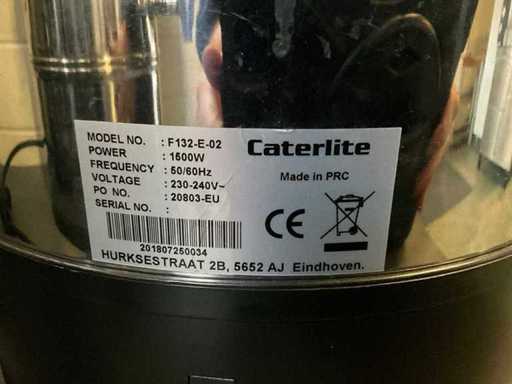 MODEL NO. : F132-E-02
POWER : 1500W
FREQUENCY : 50/60Hz
VOLTAGE : 230-240V~
PO NO. : 20803-EU
SERIAL NO. :
Caterlite
Made in PRC
CE
201807250034
HURKSESTRAAT 2B, 5652 AJ Eindhoven.